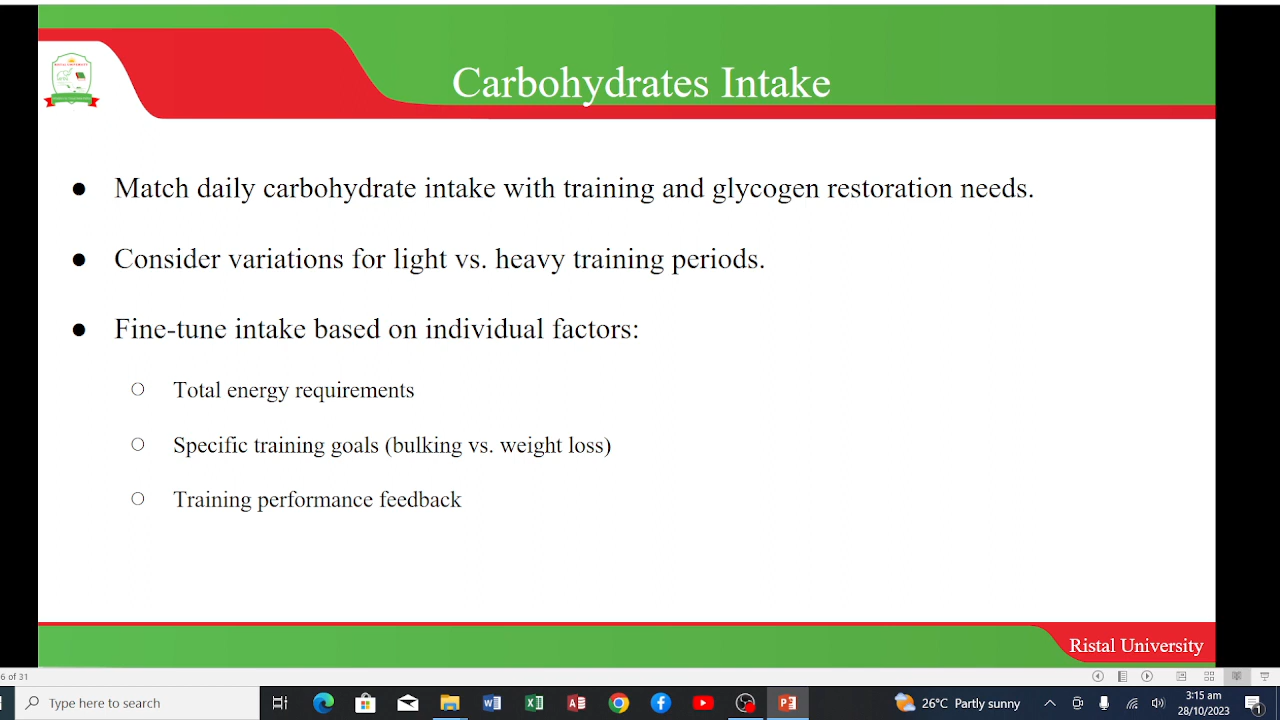 Carbohydrates Intake
● Match daily carbohydrate intake with training and glycogen restoration needs.
● Consider variations for light vs. heavy training periods.
● Fine-tune intake based on individual factors:
○ Total energy requirements
○ Specific training goals (bulking vs. weight loss)
○ Training performance feedback
Ristal University
6 of 31
Type here to search
26°C Partly sunny
3:15 am
28/10/2023
1